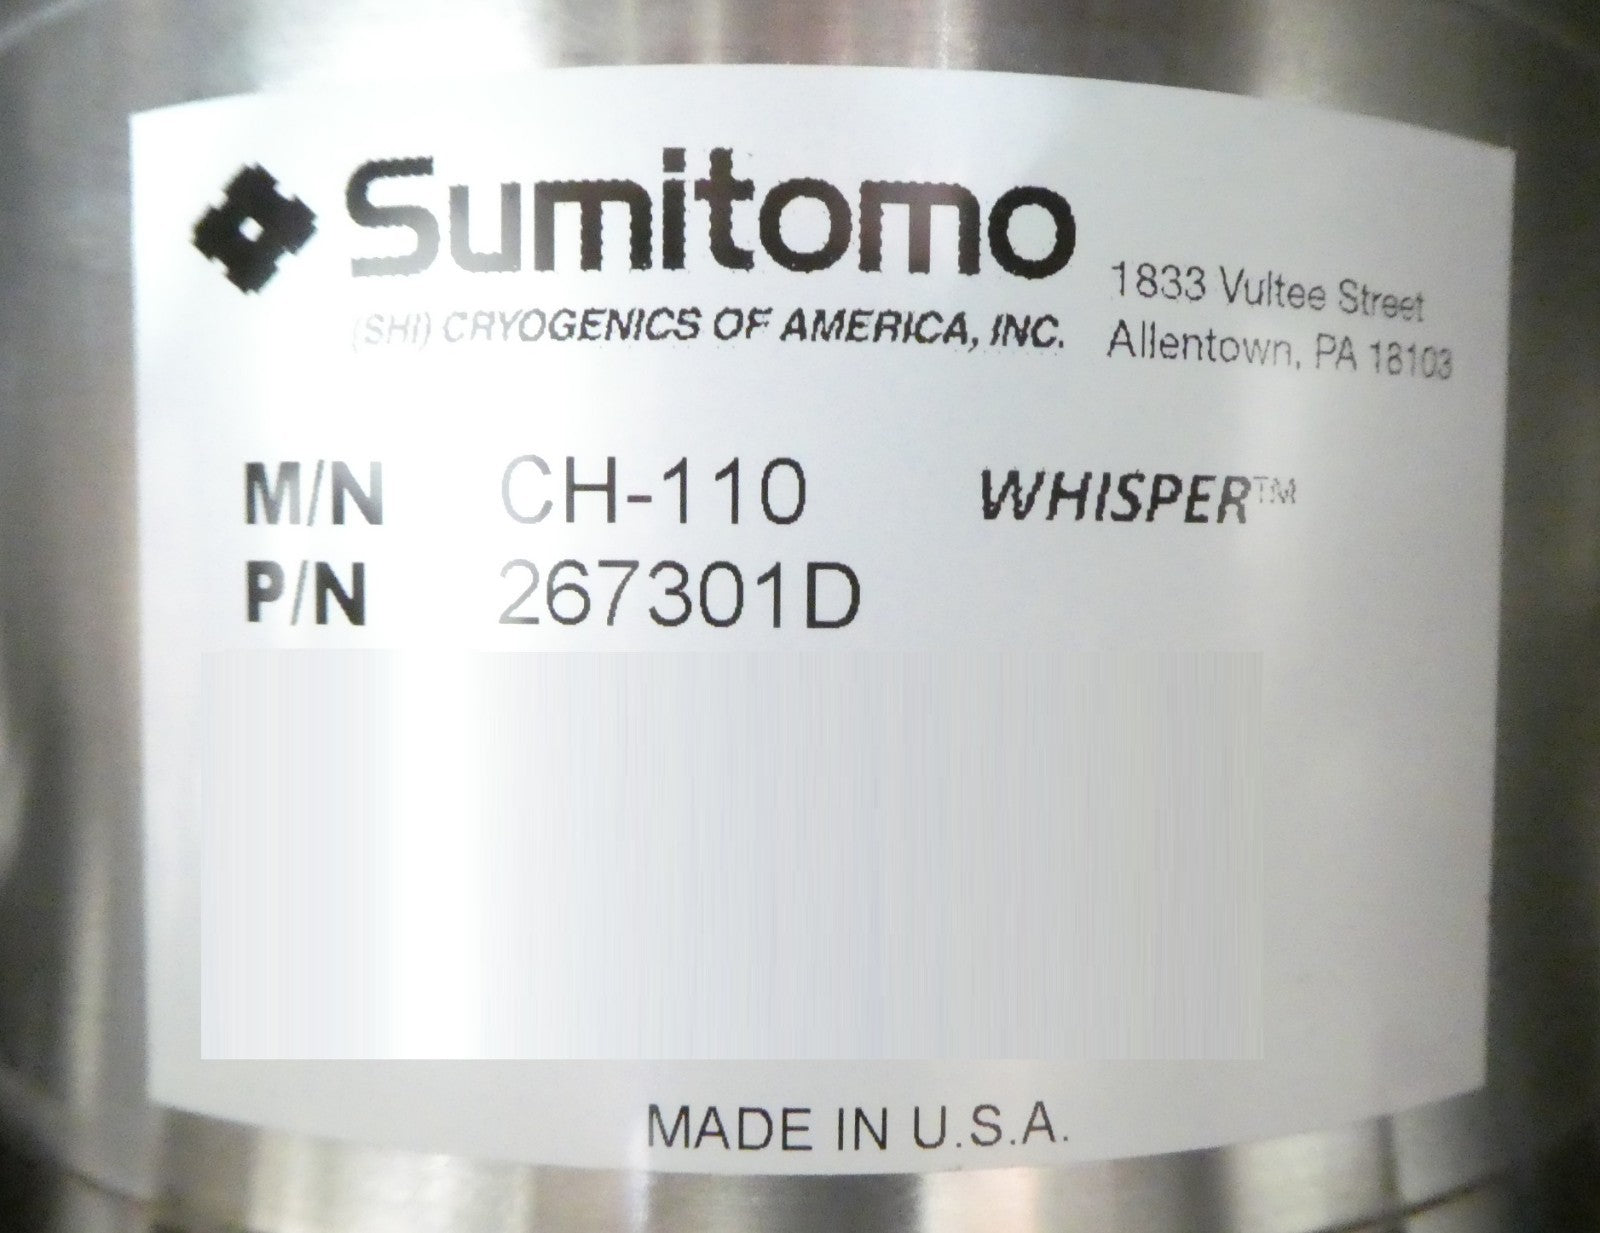 Sumitomo
(SHI) CRYOGENICS OF AMERICA, INC.
1833 Vultee Street
Allentown, PA 18103
M/N CH-110 WHISPER™
P/N 267301D
MADE IN U.S.A.